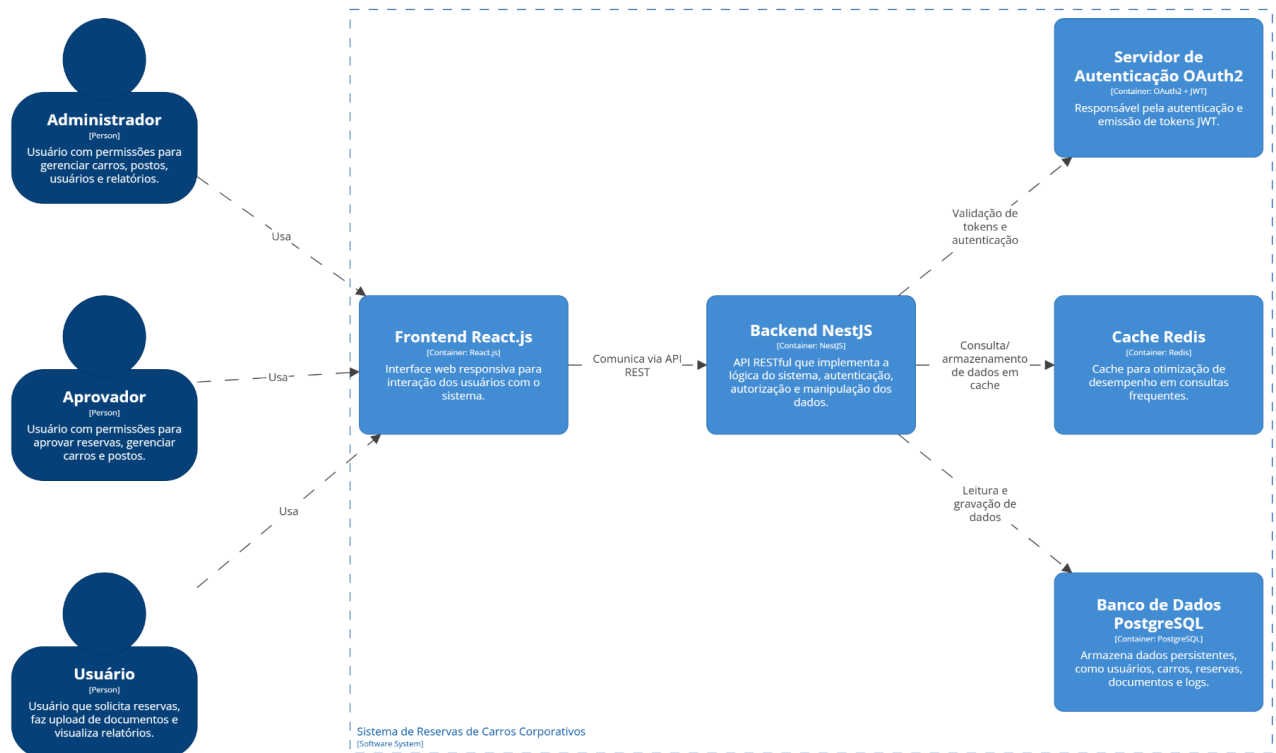 Administrador
[Person]
Usuário com permissões para
gerenciar carros, postos,
usuários e relatórios.
Usa
Aprovador
[Person]
Usuário com permissões para
aprovar reservas, gerenciar
carros e postos.
Usa
Usuário
[Person]
Usuário que solicita reservas,
faz upload de documentos e
visualiza relatórios.
Usa
Frontend React.js
[Container: React.js]
Interface web responsiva para
interação dos usuários com o
sistema.
Comunica via API
REST
Backend NestJS
[Container: NestJS]
API RESTful que implementa a
lógica do sistema, autenticação,
autorização e manipulação dos
dados.
Validação de
tokens e
autenticação
Servidor de
Autenticação OAuth2
[Container: OAuth2 + JWT]
Responsável pela autenticação e
emissão de tokens JWT.
Consulta/
armazenamento
de dados em
cache
Cache Redis
[Container: Redis]
Cache para otimização de
desempenho em consultas
frequentes.
Leitura e
gravação de
dados
Banco de Dados
PostgreSQL
[Container: PostgreSQL]
Armazena dados persistentes,
como usuários, carros, reservas,
documentos e logs.
Sistema de Reservas de Carros Corporativos
[Software System]